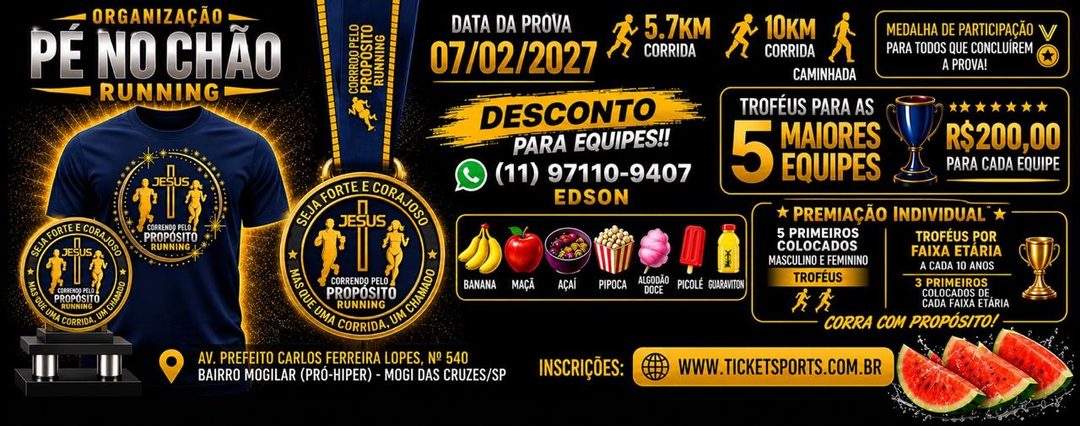 ORGANIZAÇÃO
PÉ NO CHÃO
RUNNING
JESUS
CORRENDO PELO
PROPÓSITO
RUNNING
SEJA FORTE E CORAJOSO
JESUS
CORRENDO PELO
PROPÓSITO
RUNNING
MAS QUE UMA CORRIDA, UM CHAMADO
PROPÓSITO
RUNNING
SEJA FORTE E CORAJOSO
JESUS
CORRENDO PELO
PROPÓSITO
RUNNING
MAS QUE UMA CORRIDA, UM CHAMADO
DATA DA PROVA
07/02/2027
5.7KM
CORRIDA
10KM
CORRIDA
CAMINHADA
MEDALHA DE PARTICIPAÇÃO
PARA TODOS QUE CONCLUÍREM
A PROVA!
DESCONTO
PARA EQUIPES!!
(11) 97110-9407
EDSON
TROFÉUS PARA AS
5 MAIORES
EQUIPES
R$200,00
PARA CADA EQUIPE
BANANA
MAÇÃ
AÇAÍ
PIPOCA
ALGODÃO
DOCE
PICOLÉ
GUARAVITON
PREMIAÇÃO INDIVIDUAL
5 PRIMEIROS
COLOCADOS
MASCULINO E FEMININO
TROFÉUS
TROFÉUS POR
FAIXA ETÁRIA
A CADA 10 ANOS
3 PRIMEIROS
COLOCADOS DE
CADA FAIXA ETÁRIA
CORRA COM PROPÓSITO!
AV. PREFEITO CARLOS FERREIRA LOPES, Nº 540
BAIRRO MOGILAR (PRÓ-HIPER) - MOGI DAS CRUZES/SP
INSCRIÇÕES:
WWW.TICKETSPORTS.COM.BR